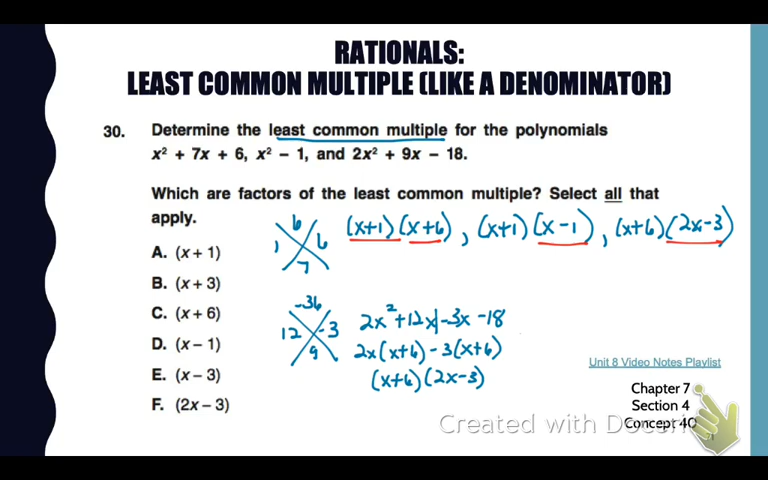 RATIONALS:
LEAST COMMON MULTIPLE (LIKE A DENOMINATOR)
30. Determine the least common multiple for the polynomials
x² + 7x + 6, x² − 1, and 2x² + 9x − 18.
Which are factors of the least common multiple? Select all that
apply.
6
1 6
7
(x+1)(x+6), (x+1)(x-1), (x+6)(2x-3)
A. (x + 1)
B. (x + 3)
C. (x + 6)
D. (x − 1)
E. (x − 3)
F. (2x − 3)
-36
12 -3
9
2x²+12x|-3x-18
2x(x+6)-3(x+6)
(x+6)(2x-3)
Unit 8 Video Notes Playlist
Chapter 7
Section 4
Concept 40
Created with